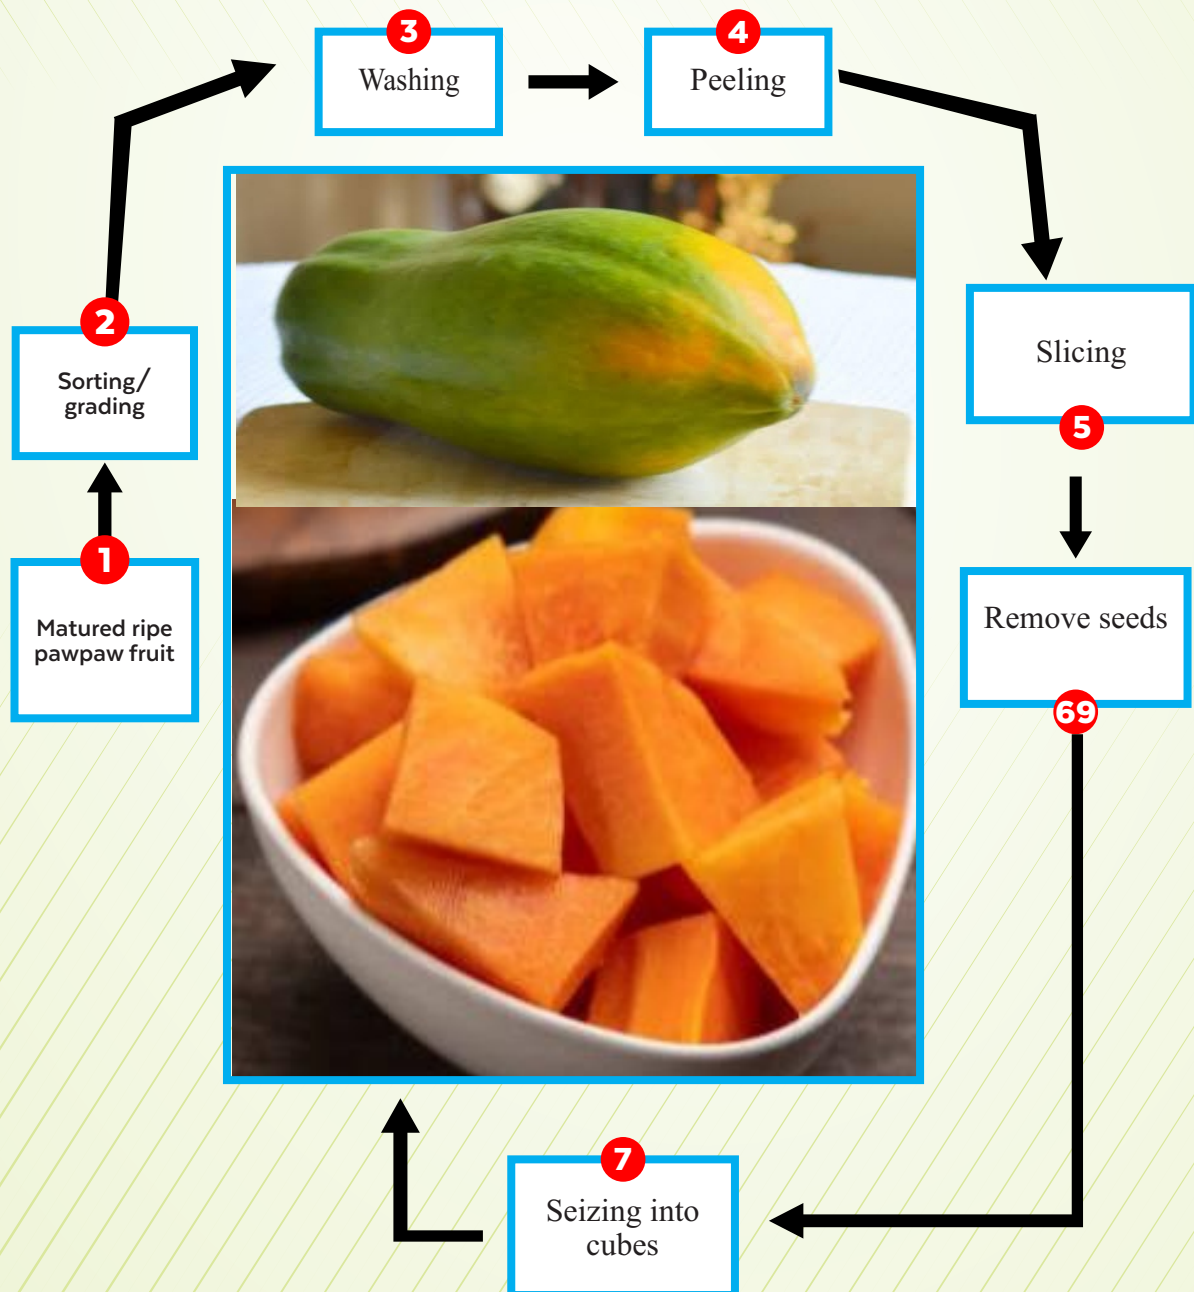 1
Matured ripe
pawpaw fruit
2
Sorting/
grading
3
Washing
4
Peeling
Slicing
5
Remove seeds
69
7
Seizing into
cubes